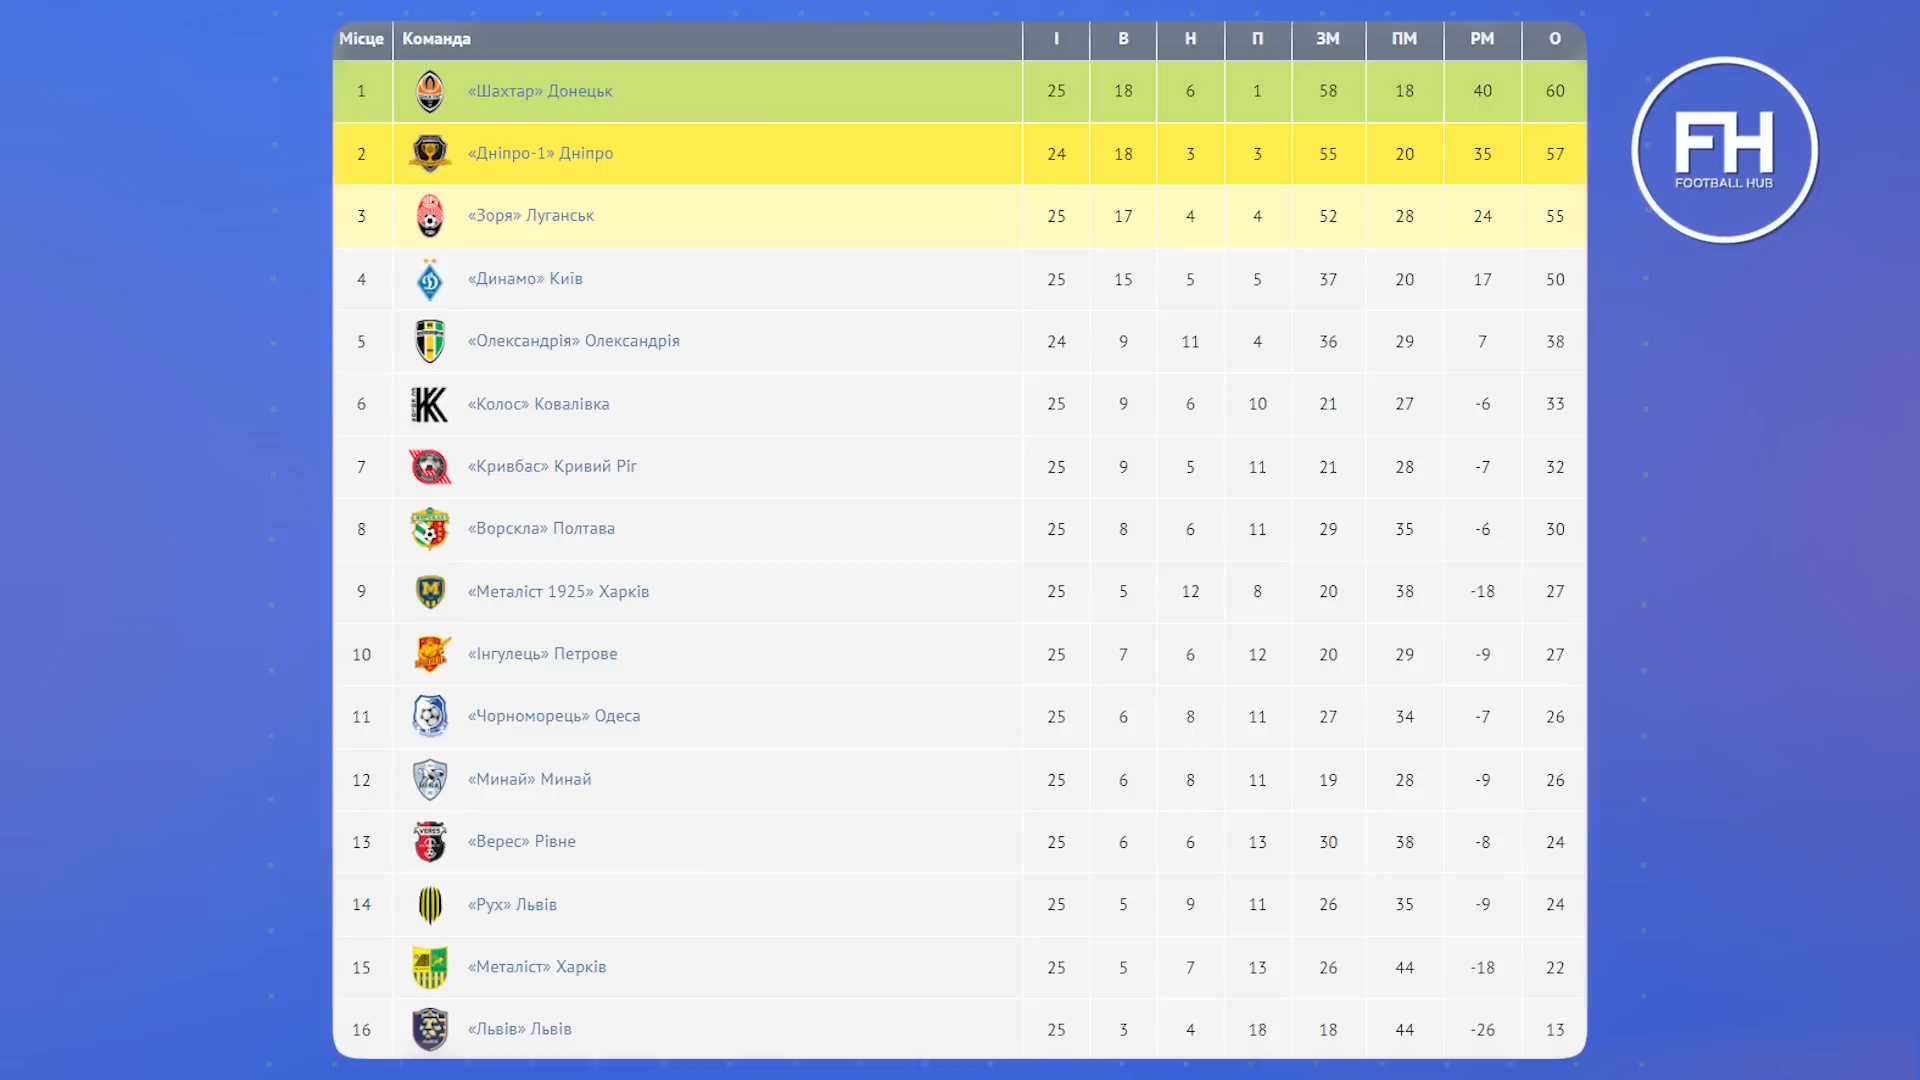 Місце Команда І В Н П ЗМ ПМ РМ О
1 «Шахтар» Донецьк 25 18 6 1 58 18 40 60
2 «Дніпро-1» Дніпро 24 18 3 3 55 20 35 57
3 «Зоря» Луганськ 25 17 4 4 52 28 24 55
4 «Динамо» Київ 25 15 5 5 37 20 17 50
5 «Олександрія» Олександрія 24 9 11 4 36 29 7 38
6 «Колос» Ковалівка 25 9 6 10 21 27 -6 33
7 «Кривбас» Кривий Ріг 25 9 5 11 21 28 -7 32
8 «Ворскла» Полтава 25 8 6 11 29 35 -6 30
9 «Металіст 1925» Харків 25 5 12 8 20 38 -18 27
10 «Інгулець» Петрове 25 7 6 12 20 29 -9 27
11 «Чорноморець» Одеса 25 6 8 11 27 34 -7 26
12 «Минай» Минай 25 6 8 11 19 28 -9 26
13 «Верес» Рівне 25 6 6 13 30 38 -8 24
14 «Рух» Львів 25 5 9 11 26 35 -9 24
15 «Металіст» Харків 25 5 7 13 26 44 -18 22
16 «Львів» Львів 25 3 4 18 18 44 -26 13
FH
FOOTBALL HUB